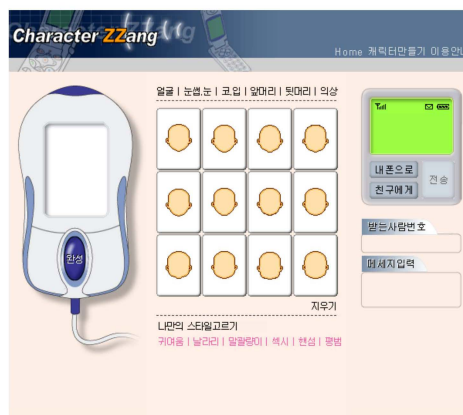 Character ZZang
Home 캐릭터만들기 이용안내
얼굴 | 눈썹,눈 | 코,입 | 앞머리 | 뒷머리 | 의상
완성
지우기
나만의 스타일고르기
귀여움 | 날라리 | 말괄량이 | 섹시 | 핸섬 | 평범
내폰으로
친구에게
전송
받는사람번호
메세지입력